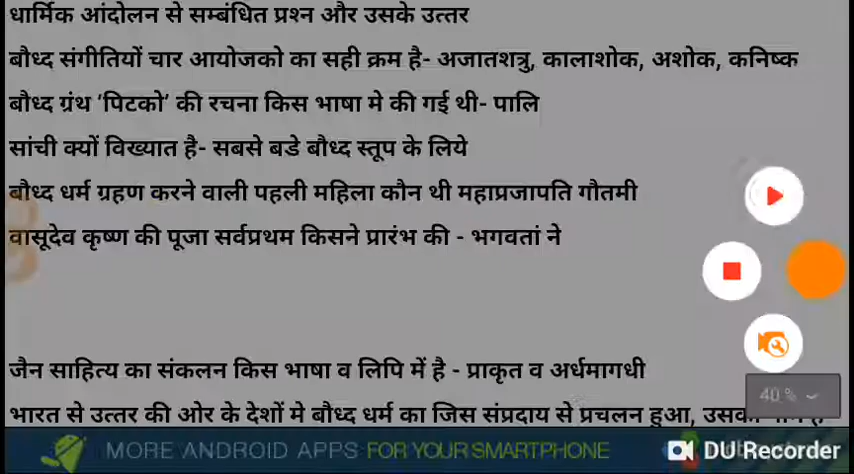 धार्मिक आंदोलन से सम्बंधित प्रश्न और उसके उत्तर
बौध्द संगीतियों चार आयोजको का सही क्रम है- अजातशत्रु, कालाशोक, अशोक, कनिष्क
बौध्द ग्रंथ 'पिटको' की रचना किस भाषा मे की गई थी- पालि
सांची क्यों विख्यात है- सबसे बडे बौध्द स्तूप के लिये
बौध्द धर्म ग्रहण करने वाली पहली महिला कौन थी महाप्रजापति गौतमी
वासूदेव कृष्ण की पूजा सर्वप्रथम किसने प्रारंभ की - भगवतां ने
जैन साहित्य का संकलन किस भाषा व लिपि में है - प्राकृत व अर्धमागधी
40 %
भारत से उत्तर की ओर के देशों मे बौध्द धर्म का जिस संप्रदाय से प्रचलन हुआ,
MORE ANDROID APPS FOR YOUR SMARTPHONE
DU Recorder